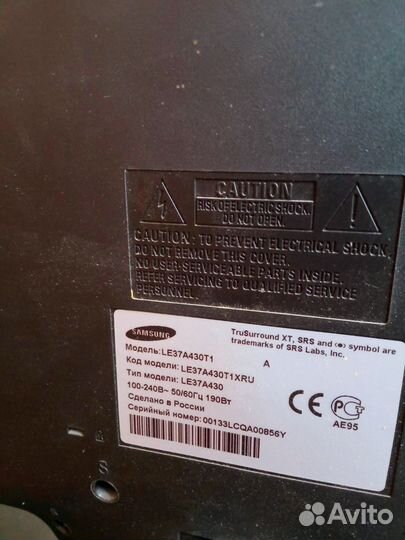 CAUTION
RISK OF ELECTRIC SHOCK.
DO NOT OPEN.
CAUTION: TO PREVENT ELECTRICAL SHOCK,
DO NOT REMOVE THIS COVER.
NO USER SERVICEABLE PARTS INSIDE.
REFER SERVICING TO QUALIFIED SERVICE
PERSONNEL.
SAMSUNG
TruSurround XT, SRS and (●) symbol are
trademarks of SRS Labs, Inc.
Модель:LE37A430T1
A
Код модели: LE37A430T1XRU
Тип модели: LE37A430
100-240В~ 50/60Гц 190Вт
Сделано в России
Серийный номер: 00133LCQA00856Y
CE
РСТ
АЕ95
S
Avito